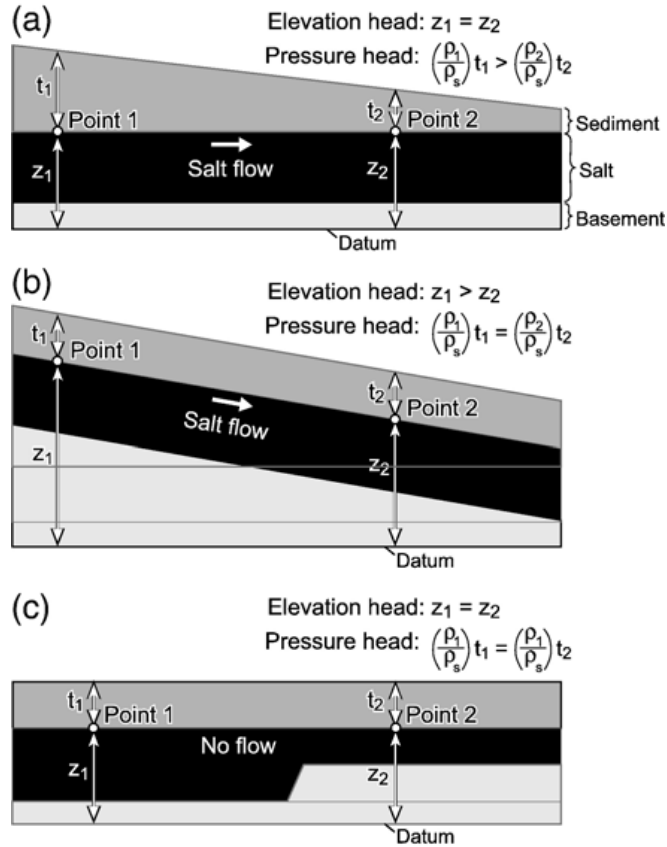 (a)
Elevation head: z₁ = z₂
Pressure head: (ρ₁/ρₛ) t₁ > (ρ₂/ρₛ) t₂
t₁
Point 1
t₂
Point 2
Sediment
z₁
Salt flow
z₂
Salt
Basement
Datum
(b)
Elevation head: z₁ > z₂
Pressure head: (ρ₁/ρₛ) t₁ = (ρ₂/ρₛ) t₂
t₁
Point 1
t₂
Point 2
Salt flow
z₁
z₂
Datum
(c)
Elevation head: z₁ = z₂
Pressure head: (ρ₁/ρₛ) t₁ = (ρ₁/ρₛ) t₂
t₁
Point 1
t₂
Point 2
No flow
z₁
z₂
Datum